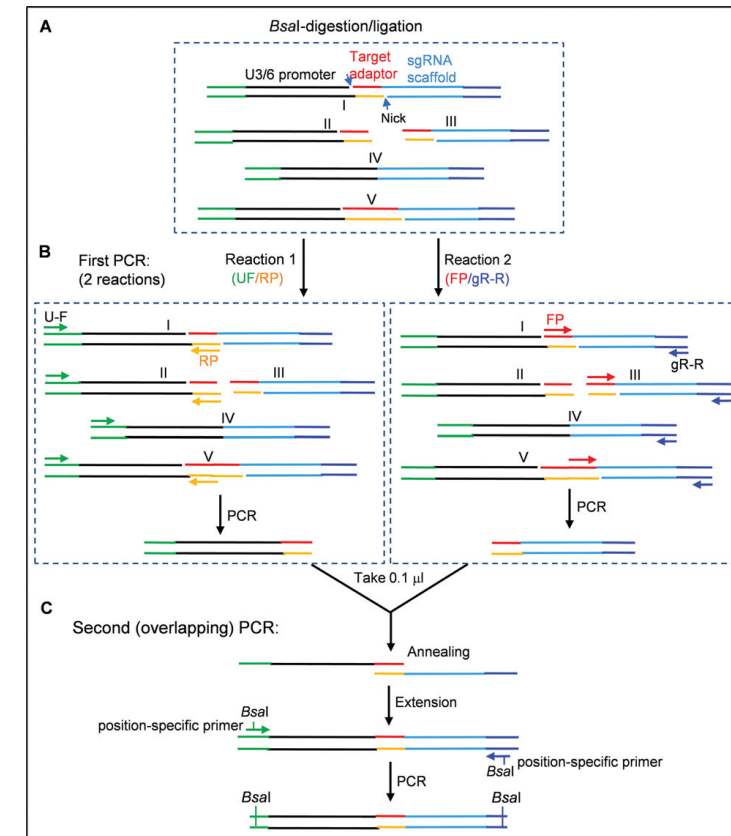 A
BsaI-digestion/ligation
Target
adaptor
sgRNA
scaffold
U3/6 promoter
I
Nick
II
III
IV
V
B
First PCR:
(2 reactions)
Reaction 1
(UF/RP)
Reaction 2
(FP/gR-R)
U-F
I
RP
II
III
IV
V
PCR
I
FP
gR-R
II
III
IV
V
PCR
Take 0.1 µl
C
Second (overlapping) PCR:
Annealing
Extension
BsaI
position-specific primer
position-specific primer
BsaI
PCR
BsaI
BsaI